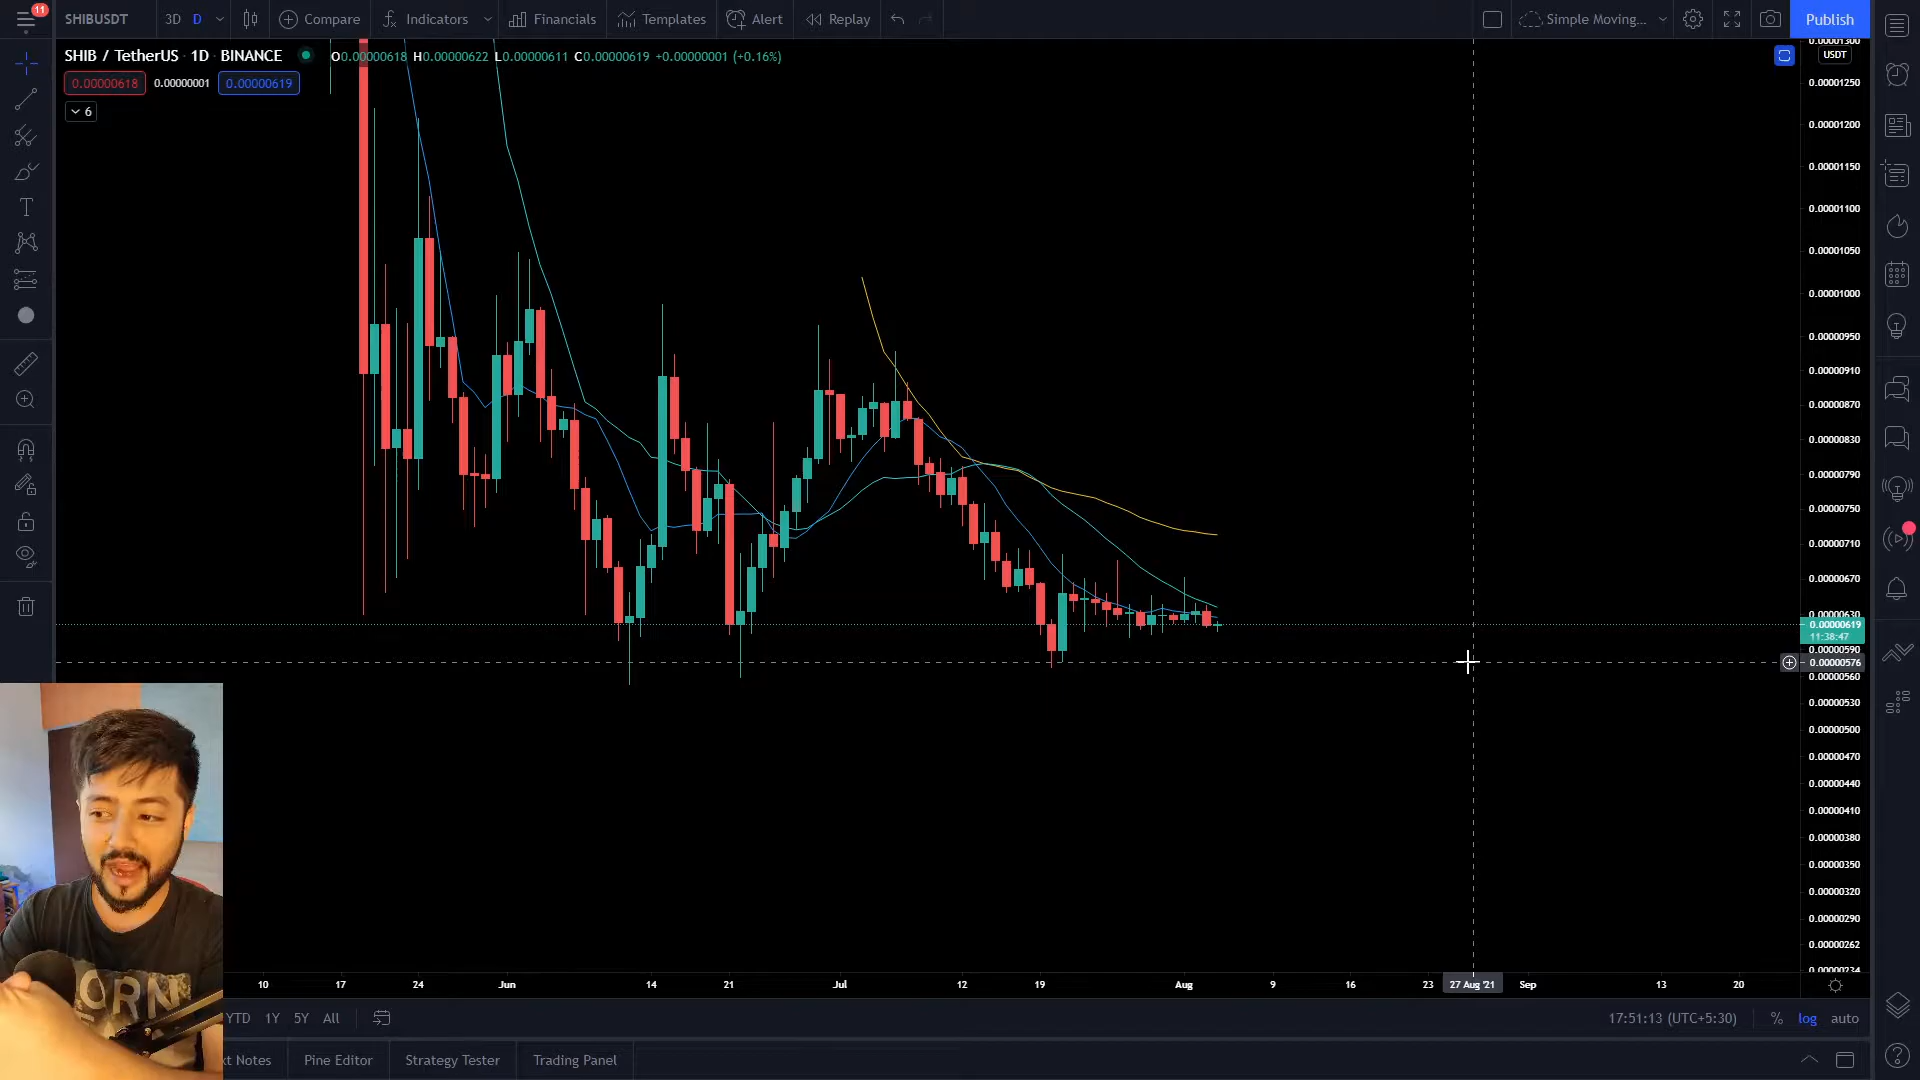 11
SHIBUSDT
3D D
Compare
Indicators
Financials
Templates
Alert
Replay
Simple Moving...
Publish
SHIB / TetherUS · 1D · BINANCE
O0.00000618 H0.00000622 L0.00000611 C0.00000619 +0.00000001 (+0.16%)
0.00000618 0.00000001 0.00000619
6
0.00001300
USDT
0.00001250
0.00001200
0.00001150
0.00001100
0.00001050
0.00001000
0.00000950
0.00000910
0.00000870
0.00000830
0.00000790
0.00000750
0.00000710
0.00000670
0.00000630
0.00000619
11:38:47
0.00000590
0.00000576
0.00000560
0.00000530
0.00000500
0.00000470
0.00000440
0.00000410
0.00000380
0.00000350
0.00000320
0.00000290
0.00000262
0.00000234
10 17 24 Jun 14 21 Jul 12 19 Aug 9 16 23 27 Aug '21 Sep 13 20
ORN
YTD 1Y 5Y All
17:51:13 (UTC+5:30) % log auto
xt Notes Pine Editor Strategy Tester Trading Panel